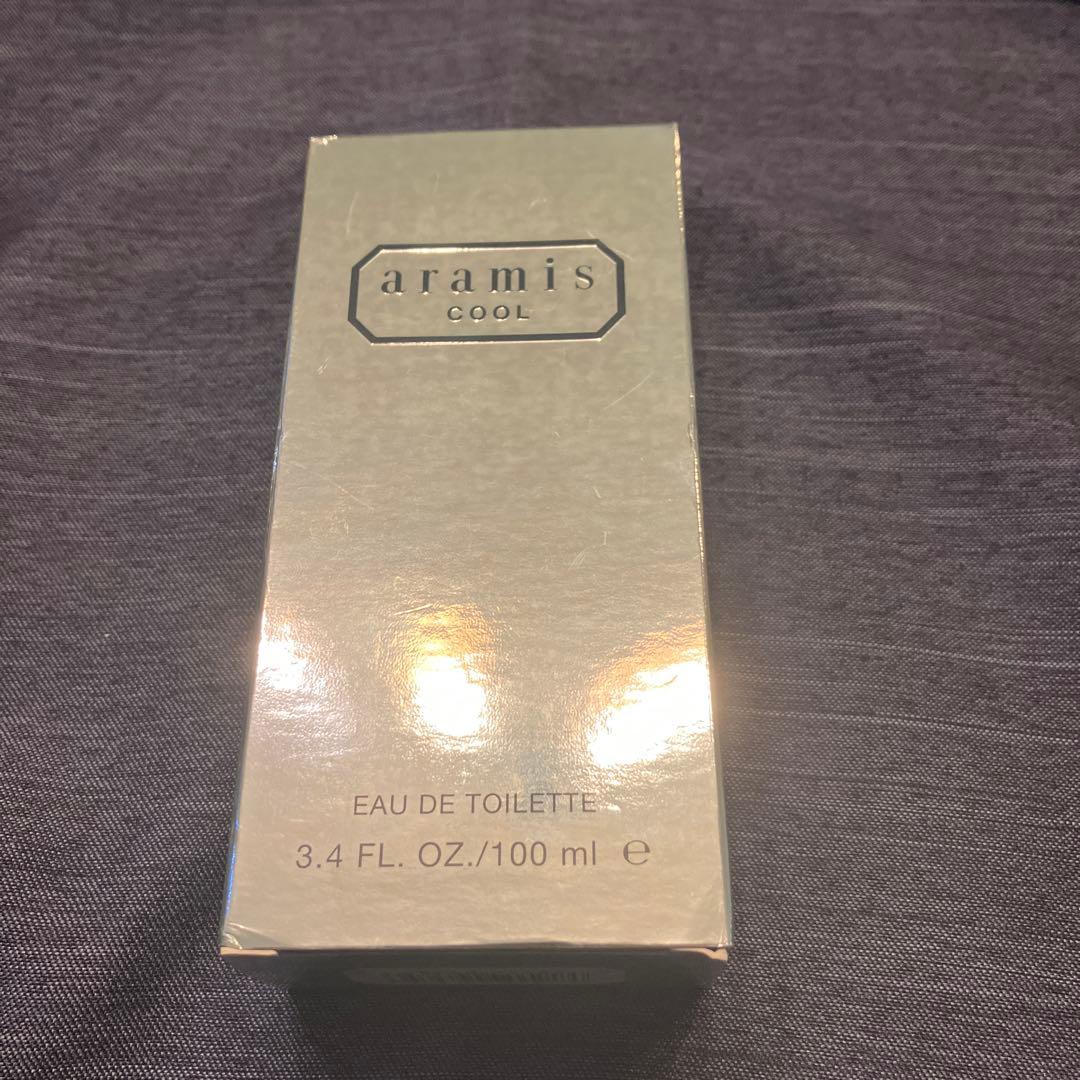 aramis
COOL
EAU DE TOILETTE
3.4 FL. OZ./100 ml ℮